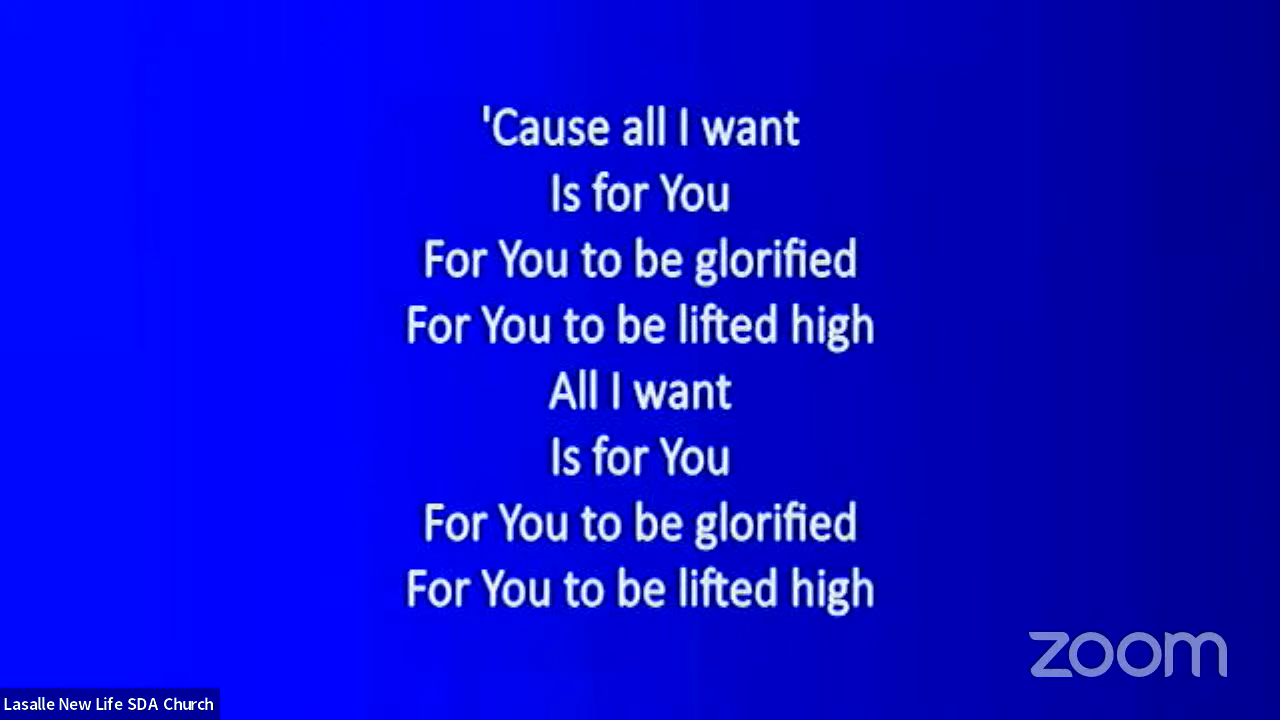 'Cause all I want
Is for You
For You to be glorified
For You to be lifted high
All I want
Is for You
For You to be glorified
For You to be lifted high
zoom
Lasalle New Life SDA Church